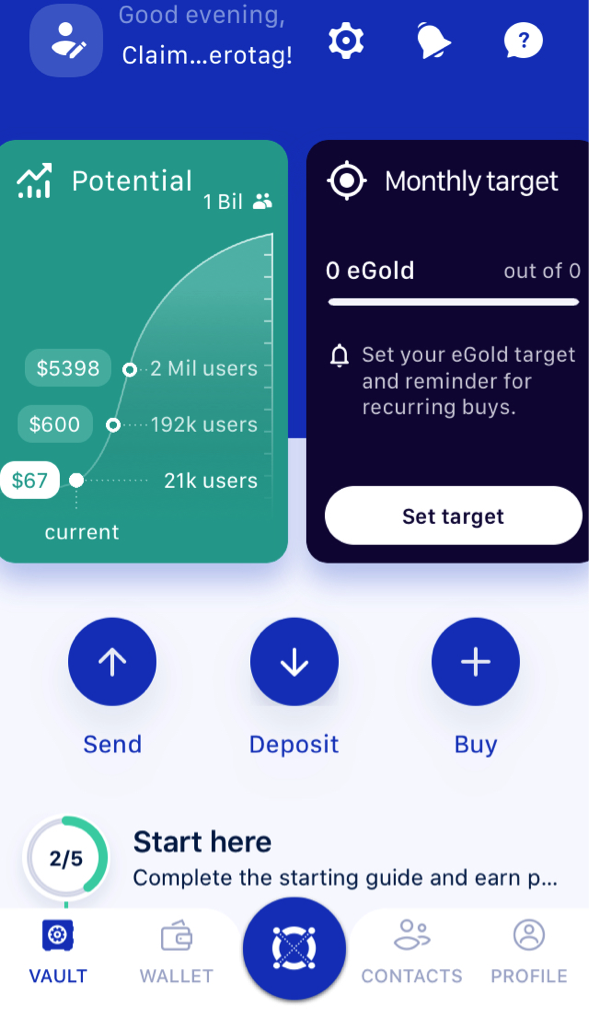 Good evening,
Claim...erotag!
?
Potential
1 Bil
$5398
2 Mil users
$600
192k users
$67
21k users
current
Monthly target
0 eGold
out of 0
Set your eGold target
and reminder for
recurring buys.
Set target
Send
Deposit
Buy
2/5
Start here
Complete the starting guide and earn p...
VAULT
WALLET
CONTACTS
PROFILE